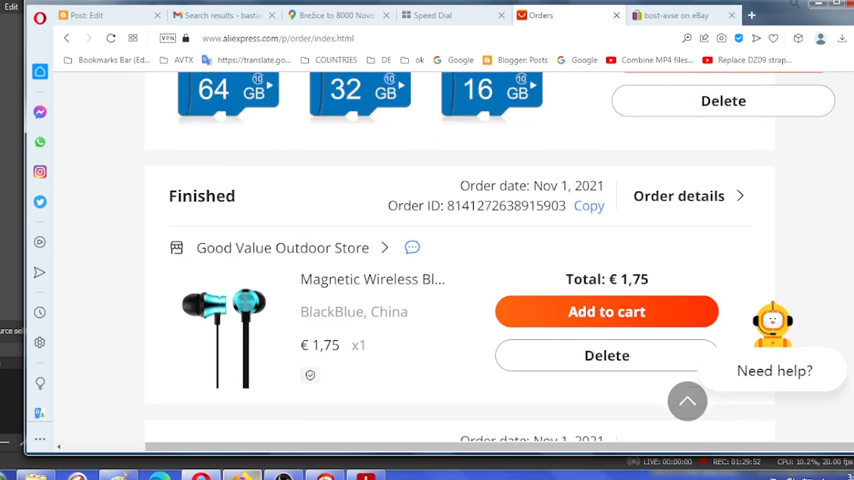 Edit
Post: Edit
Search results - bastia
Brežice to 8000 Novo
Speed Dial
Orders
bost-avse on eBay
VPN
www.aliexpress.com/p/order/index.html
Bookmarks Bar (Ed...
AVTX
https://translate.go...
COUNTRIES
DE
ok
Google
Blogger: Posts
Google
Combine MP4 files...
Replace DZ09 strap...
64 GB
32 GB
16 GB
10
10
10
Delete
Finished
Order date: Nov 1, 2021
Order ID: 8141272638915903 Copy
Order details
Good Value Outdoor Store
Magnetic Wireless Bl...
Total: € 1,75
BlackBlue, China
Add to cart
€ 1,75 x1
Delete
Need help?
Order date: Nov 1, 2021
LIVE: 00:00:00
REC: 01:29:52
CPU: 10.2%, 20.00 fps